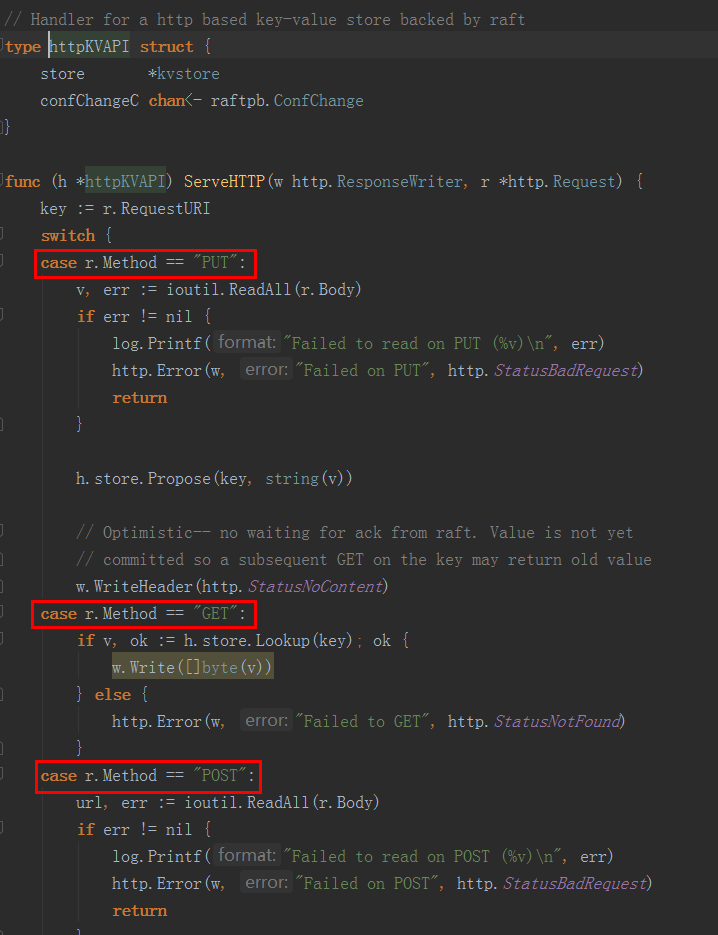 // Handler for a http based key-value store backed by raft
type httpKVAPI struct {
    store       *kvstore
    confChangeC chan<- raftpb.ConfChange
}

func (h *httpKVAPI) ServeHTTP(w http.ResponseWriter, r *http.Request) {
    key := r.RequestURI
    switch {
    case r.Method == "PUT":
        v, err := ioutil.ReadAll(r.Body)
        if err != nil {
            log.Printf( format: "Failed to read on PUT (%v)\n", err)
            http.Error(w, error: "Failed on PUT", http.StatusBadRequest)
            return
        }

        h.store.Propose(key, string(v))

        // Optimistic-- no waiting for ack from raft. Value is not yet
        // committed so a subsequent GET on the key may return old value
        w.WriteHeader(http.StatusNoContent)
    case r.Method == "GET":
        if v, ok := h.store.Lookup(key); ok {
            w.Write([]byte(v))
        } else {
            http.Error(w, error: "Failed to GET", http.StatusNotFound)
        }
    case r.Method == "POST":
        url, err := ioutil.ReadAll(r.Body)
        if err != nil {
            log.Printf( format: "Failed to read on POST (%v)\n", err)
            http.Error(w, error: "Failed on POST", http.StatusBadRequest)
            return